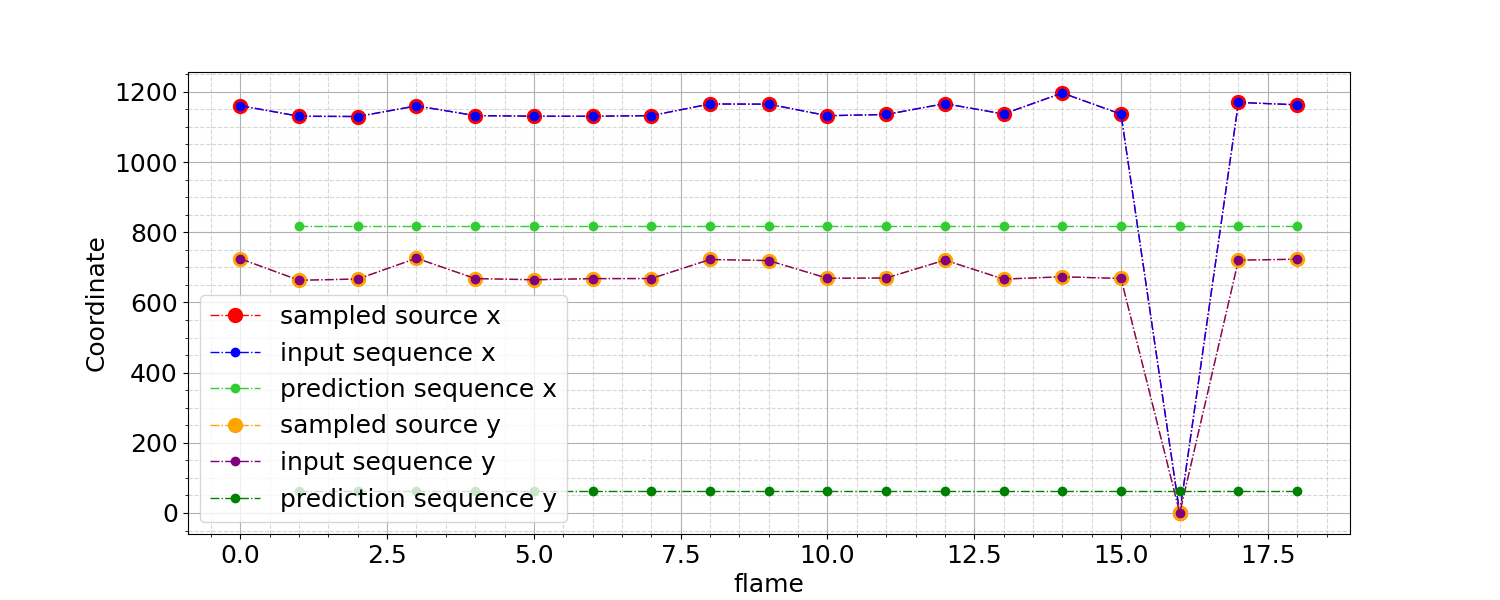 1200
1000
800
600
400
200
0
Coordinate
sampled source x
input sequence x
prediction sequence x
sampled source y
input sequence y
prediction sequence y
0.0 2.5 5.0 7.5 10.0 12.5 15.0 17.5
flame